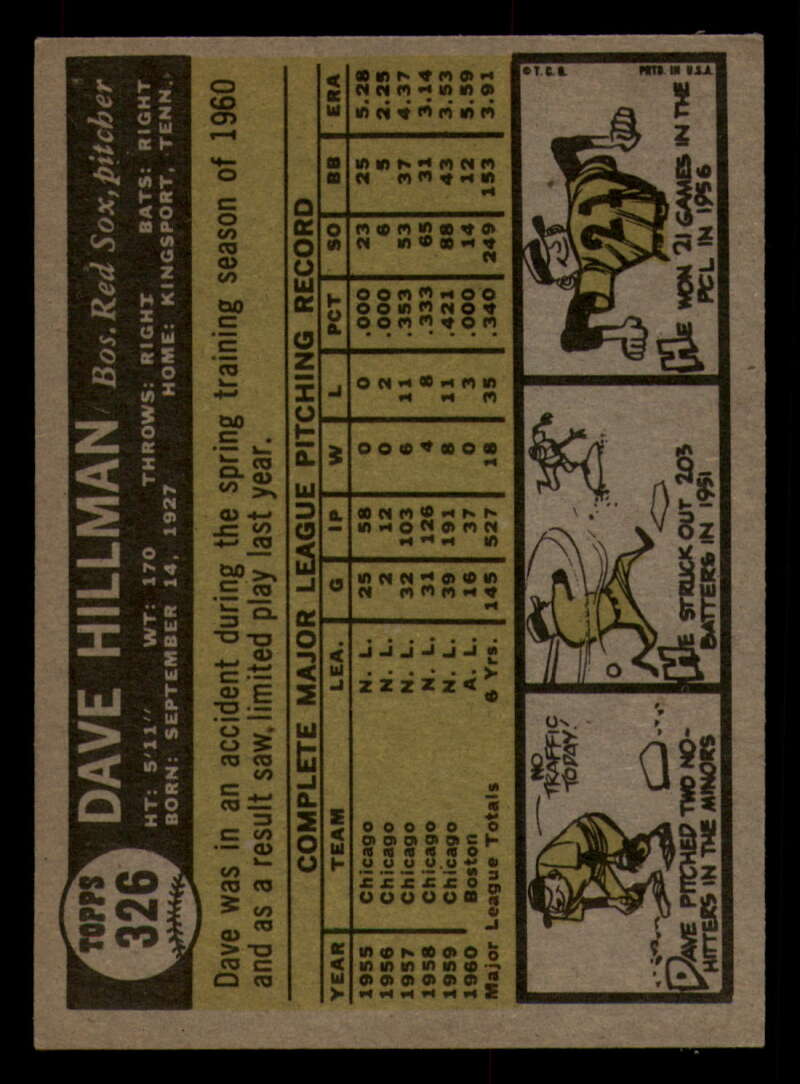 TOPPS
326
DAVE HILLMAN Bos. Red Sox, pitcher
HT: 5'11" WT: 170 THROWS: RIGHT BATS: RIGHT
BORN: SEPTEMBER 14, 1927 HOME: KINGSPORT, TENN.
Dave was in an accident during the spring training season of 1960
and as a result saw limited play last year.
COMPLETE MAJOR LEAGUE PITCHING RECORD
YEAR TEAM LEA. G IP W L PCT SO BB ERA
1955 Chicago N. L. 25 58 0 0 .000 23 25 5.28
1956 Chicago N. L. 2 12 0 2 .000 6 5 2.25
1957 Chicago N. L. 32 103 6 11 .353 53 37 4.37
1958 Chicago N. L. 31 126 4 8 .333 65 31 3.14
1959 Chicago N. L. 39 191 8 11 .421 88 43 3.53
1960 Boston A. L. 16 37 0 3 .000 14 12 5.59
Major League Totals 6 Yrs. 145 527 18 35 .340 249 153 3.91
NO
TRAFFIC
TODAY!
DAVE PITCHED TWO NO-
HITTERS IN THE MINORS
HE STRUCK OUT 203
BATTERS IN 1951
© T. C. G. PRTD. IN U.S.A.
21
HE WON 21 GAMES IN THE
PCL IN 1956